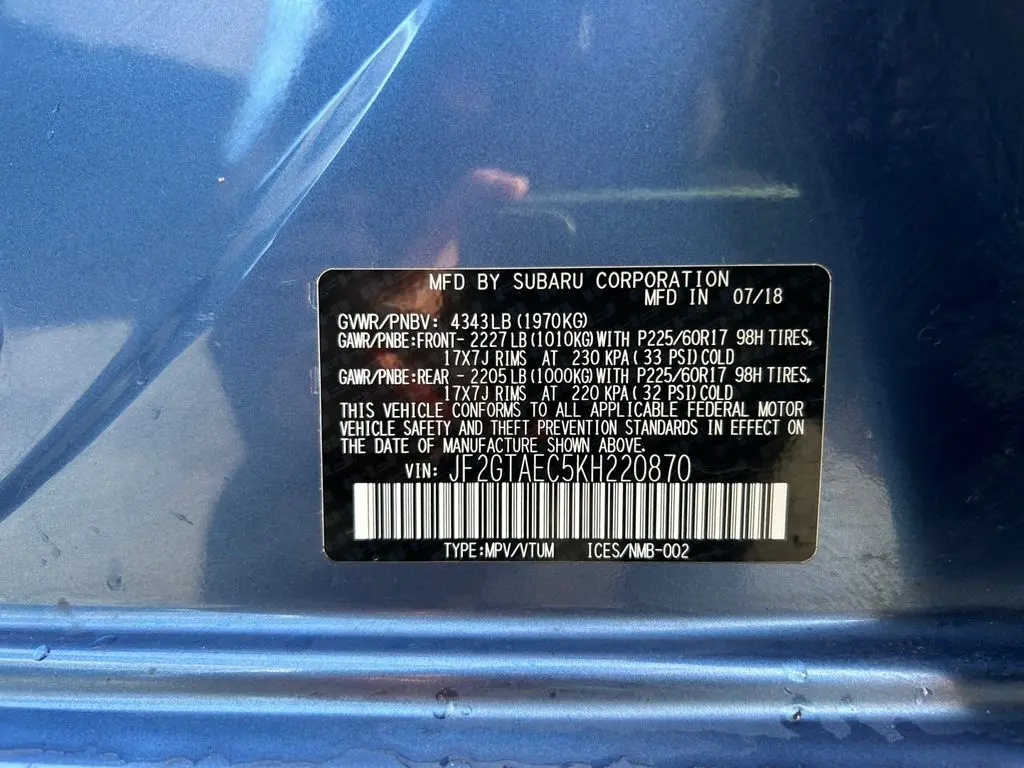 MFD BY SUBARU CORPORATION
MFD IN 07/18
GVWR/PNBV: 4343LB(1970KG)
GAWR/PNBE:FRONT- 2227LB(1010KG)WITH P225/60R17 98H TIRES,
17X7J RIMS AT 230 KPA(33 PSI)COLD
GAWR/PNBE:REAR - 2205LB(1000KG)WITH P225/60R17 98H TIRES,
17X7J RIMS AT 220 KPA(32 PSI)COLD
THIS VEHICLE CONFORMS TO ALL APPLICABLE FEDERAL MOTOR
VEHICLE SAFETY AND THEFT PREVENTION STANDARDS IN EFFECT ON
THE DATE OF MANUFACTURE SHOWN ABOVE.
VIN: JF2GTAEC5KH220870
TYPE:MPV/VTUM ICES/NMB-002